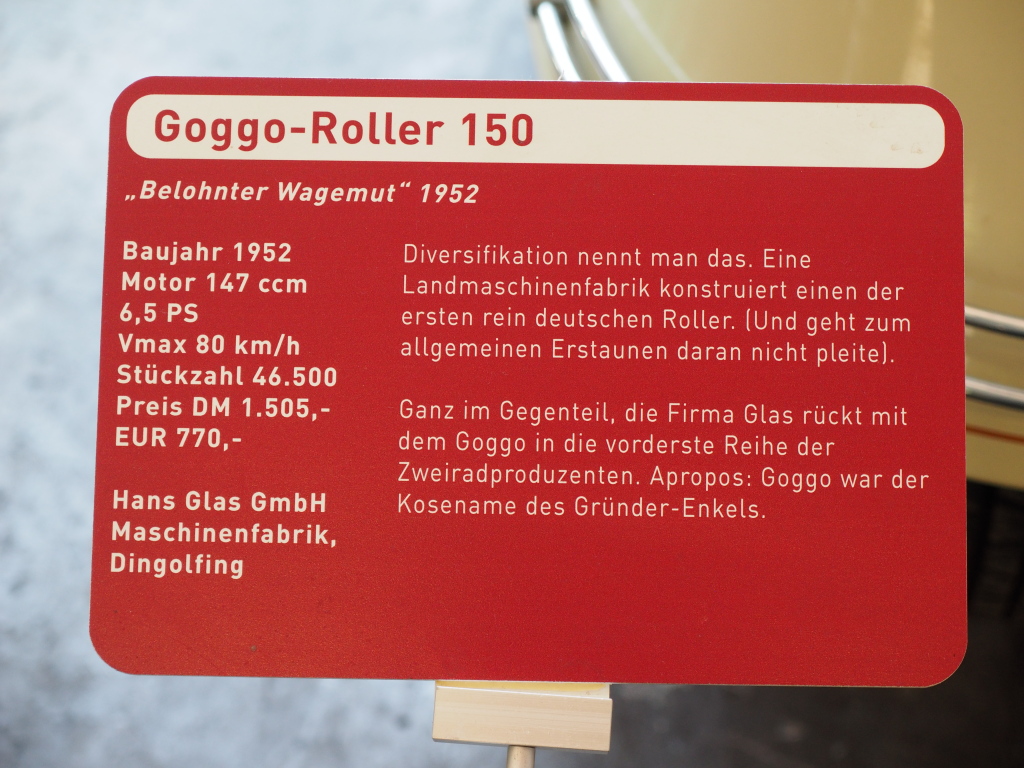 Goggo-Roller 150
„Belohnter Wagemut“ 1952
Baujahr 1952
Motor 147 ccm
6,5 PS
Vmax 80 km/h
Stückzahl 46.500
Preis DM 1.505,-
EUR 770,-
Hans Glas GmbH
Maschinenfabrik,
Dingolfing
Diversifikation nennt man das. Eine
Landmaschinenfabrik konstruiert einen der
ersten rein deutschen Roller. (Und geht zum
allgemeinen Erstaunen daran nicht pleite).
Ganz im Gegenteil, die Firma Glas rückt mit
dem Goggo in die vorderste Reihe der
Zweiradproduzenten. Apropos: Goggo war der
Kosename des Gründer-Enkels.